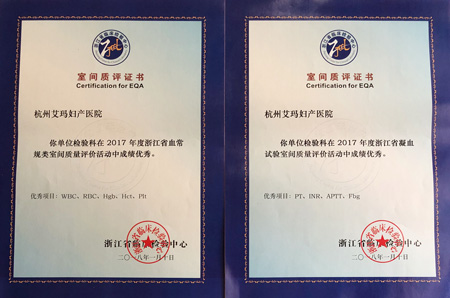 室间质评证书
Certification for EQA
杭州艾玛妇产医院
你单位检验科在2017年度浙江省血常
规类室间质量评价活动中成绩优秀。
优秀项目：WBC、RBC、Hgb、Hct、Plt
浙江省临床检验中心
二〇一八年一月十日
室间质评证书
Certification for EQA
杭州艾玛妇产医院
你单位检验科在2017年度浙江省凝血
试验室间质量评价活动中成绩优秀。
优秀项目：PT、INR、APTT、Fbg
浙江省临床检验中心
二〇一八年一月十日